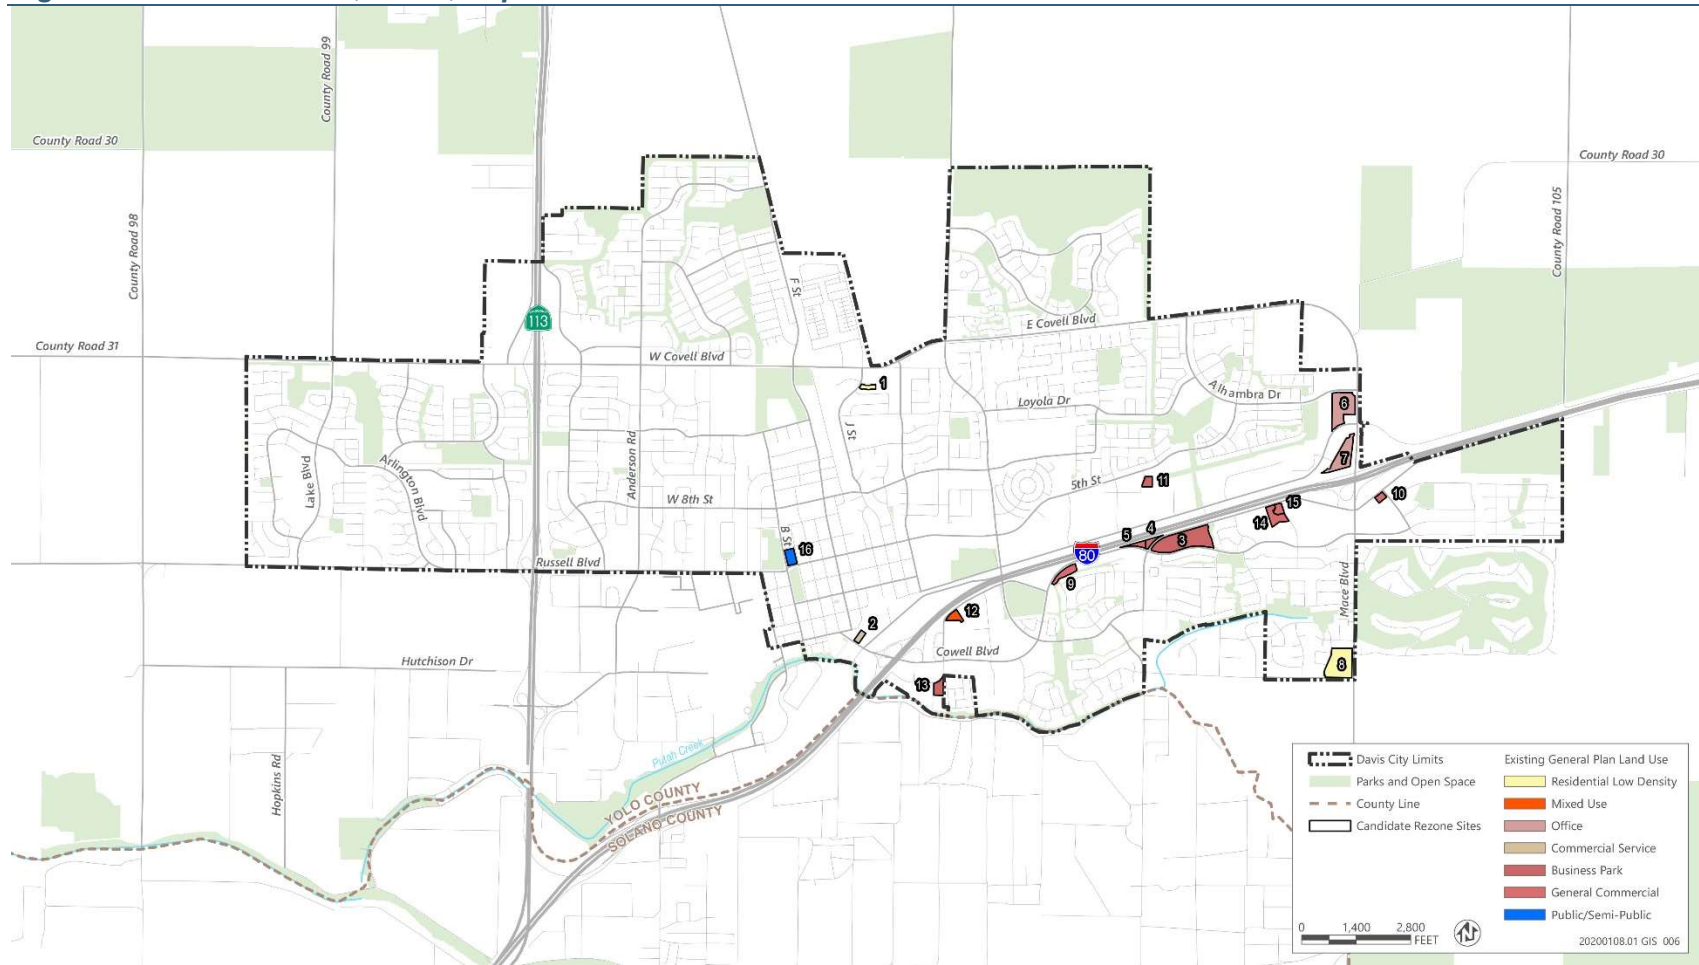 County Road 99
County Road 30
County Road 30
County Road 98
County Road 105
F St
113
E Covell Blvd
County Road 31
W Covell Blvd
1
Alhambra Dr
Loyola Dr
6
J St
Anderson Rd
Lake Blvd
Arlington Blvd
7
5th St
11
W 8th St
10
15
14
B St
4
5
3
16
80
Russell Blvd
9
Mace Blvd
12
2
Cowell Blvd
Hutchison Dr
8
13
Putah Creek
Hopkins Rd
YOLO COUNTY
SOLANO COUNTY
Davis City Limits
Parks and Open Space
County Line
Candidate Rezone Sites
Existing General Plan Land Use
Residential Low Density
Mixed Use
Office
Commercial Service
Business Park
General Commercial
Public/Semi-Public
0 1,400 2,800
FEET
N
20200108.01 GIS 006